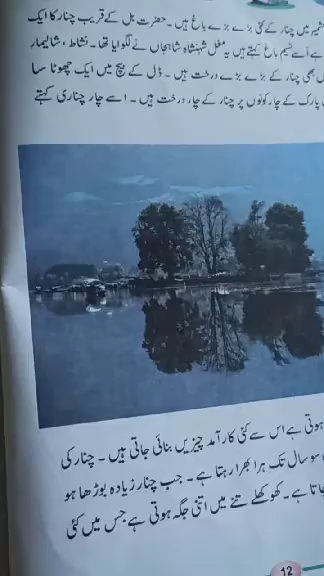 میں چنار کے کئی بڑے بڑے باغ ہیں۔ حضرت بل کے قریب چنار کا ایک
ہے اُسے نسیم باغ کہتے ہیں یہ مغل شہنشاہ شاہجہاں نے لگوایا تھا۔ نشاط، شالیمار
بھی چنار کے بڑے بڑے درخت ہیں۔ ڈل کے بیچ میں ایک چھوٹا سا
پارک کے چار کونوں پر چنار کے چار درخت ہیں۔ اسے چار چناری کہتے
ہوتی ہے اس سے کئی کارآمد چیزیں بنائی جاتی ہیں۔ چنار کی
سو سال تک ہرا بھرا رہتا ہے۔ جب چنار زیادہ بوڑھا ہو
جاتا ہے۔ کھوکھلے تنے میں اتنی جگہ ہوتی ہے جس میں کئی
12